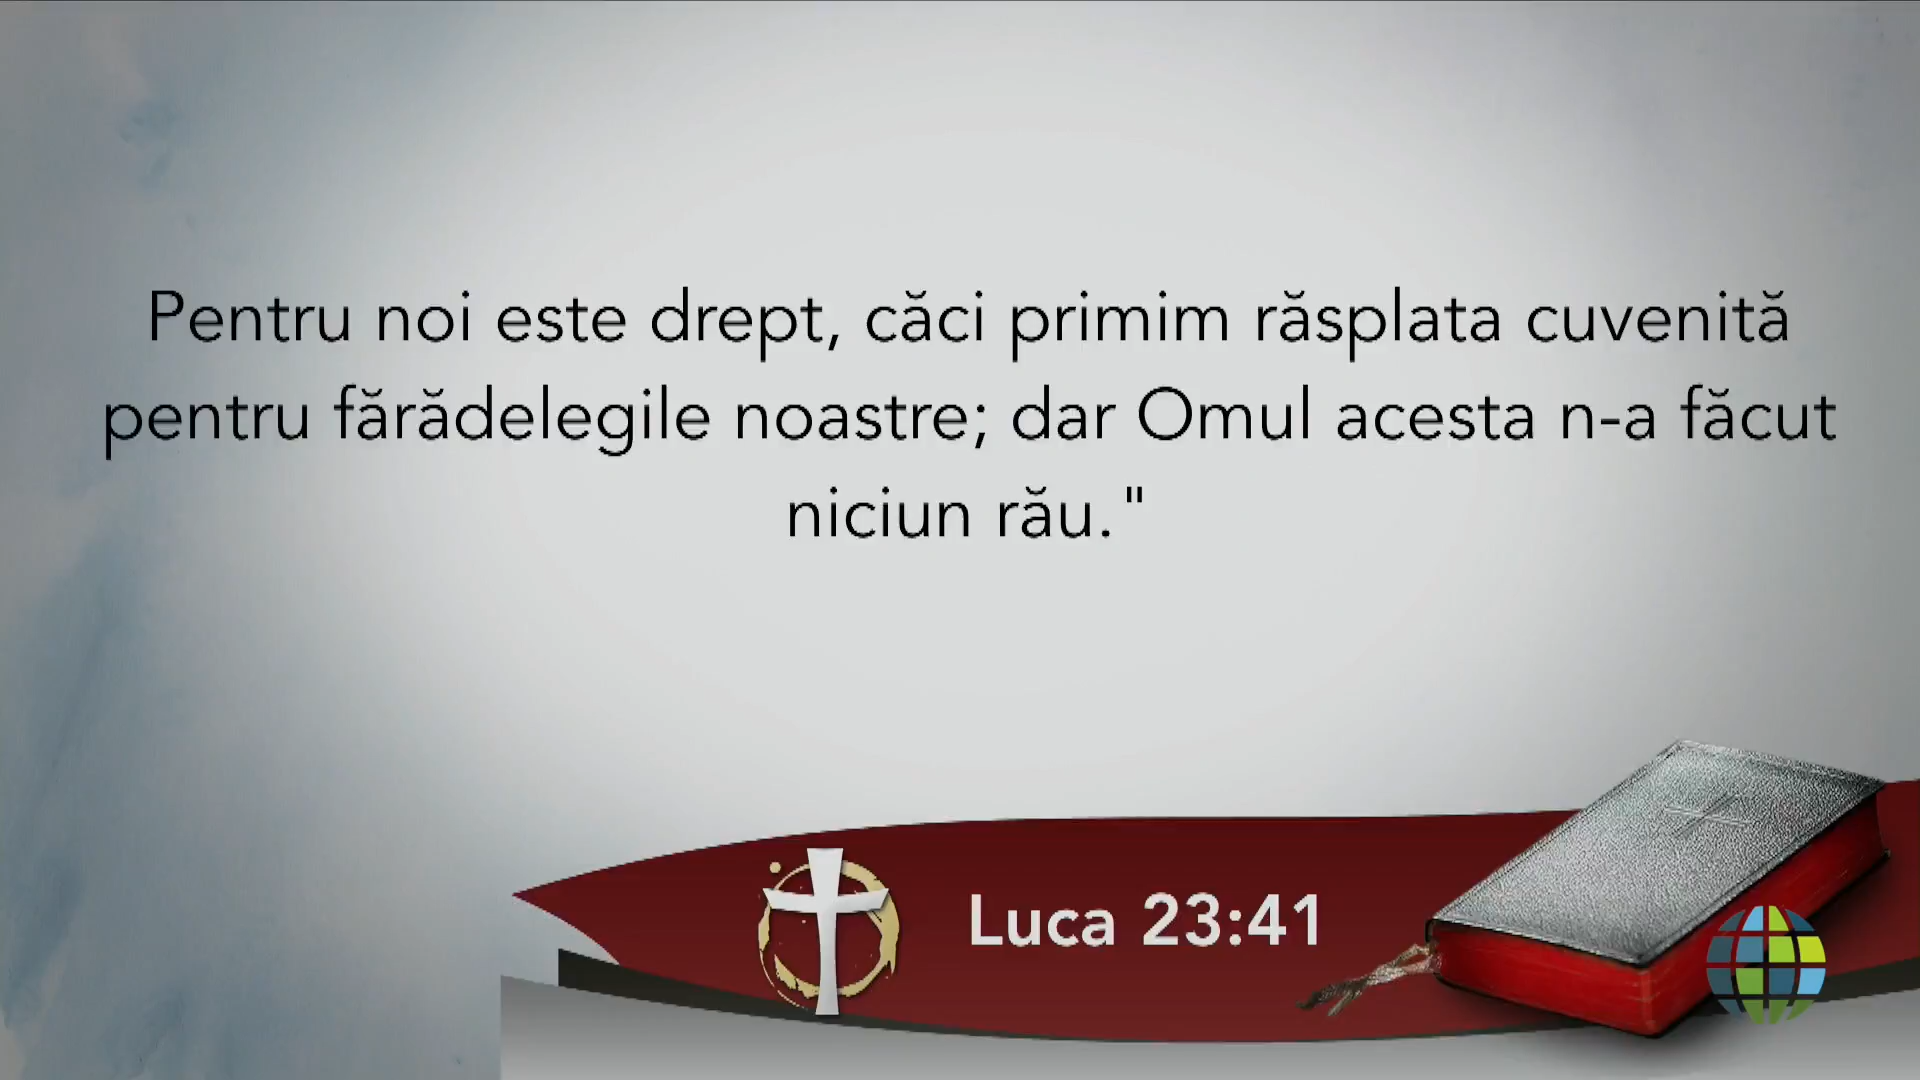 Pentru noi este drept, căci primim răsplata cuvenită
pentru fărădelegile noastre; dar Omul acesta n-a făcut
niciun rău."
Luca 23:41